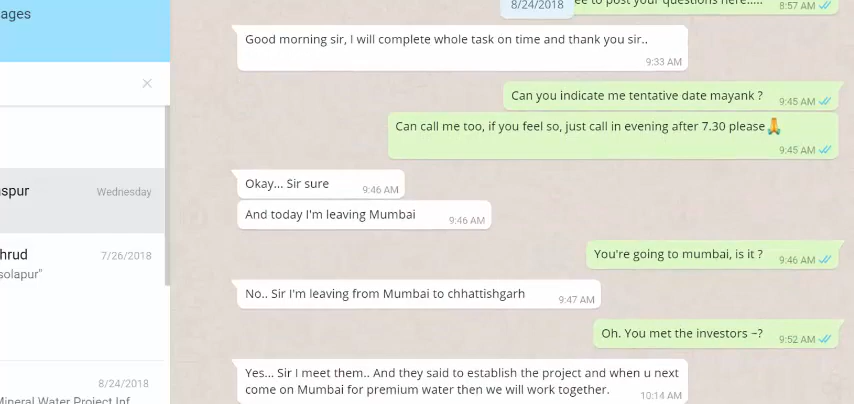 ages
8/24/2018
ee to post your questions here.....
8:57 AM
Good morning sir, I will complete whole task on time and thank you sir..
9:33 AM
Can you indicate me tentative date mayank ?
9:45 AM
Can call me too, if you feel so, just call in evening after 7.30 please🙏
9:45 AM
Okay... Sir sure
9:46 AM
spur
Wednesday
And today I'm leaving Mumbai
9:46 AM
hrud
7/26/2018
solapur"
You're going to mumbai, is it ?
9:46 AM
No.. Sir I'm leaving from Mumbai to chhattishgarh
9:47 AM
Oh. You met the investors ~?
9:52 AM
Yes... Sir I meet them.. And they said to establish the project and when u next
come on Mumbai for premium water then we will work together.
10:14 AM
8/24/2018
Mineral Water Project Inf